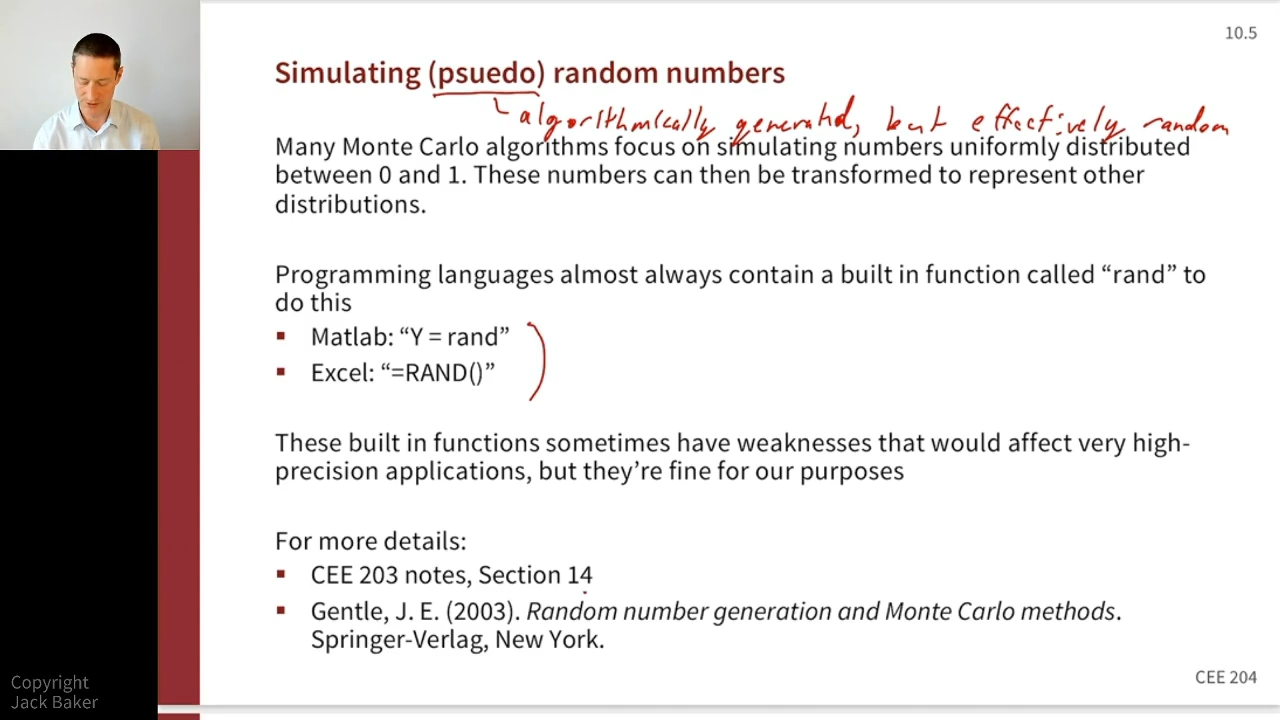 10.5
Simulating (psuedo) random numbers
algorithmically generated, but effectively random
Many Monte Carlo algorithms focus on simulating numbers uniformly distributed
between 0 and 1. These numbers can then be transformed to represent other
distributions.
Programming languages almost always contain a built in function called “rand” to
do this
▪ Matlab: “Y = rand”
▪ Excel: “=RAND()”
These built in functions sometimes have weaknesses that would affect very high-
precision applications, but they’re fine for our purposes
For more details:
▪ CEE 203 notes, Section 14
▪ Gentle, J. E. (2003). Random number generation and Monte Carlo methods.
Springer-Verlag, New York.
CEE 204
Copyright
Jack Baker